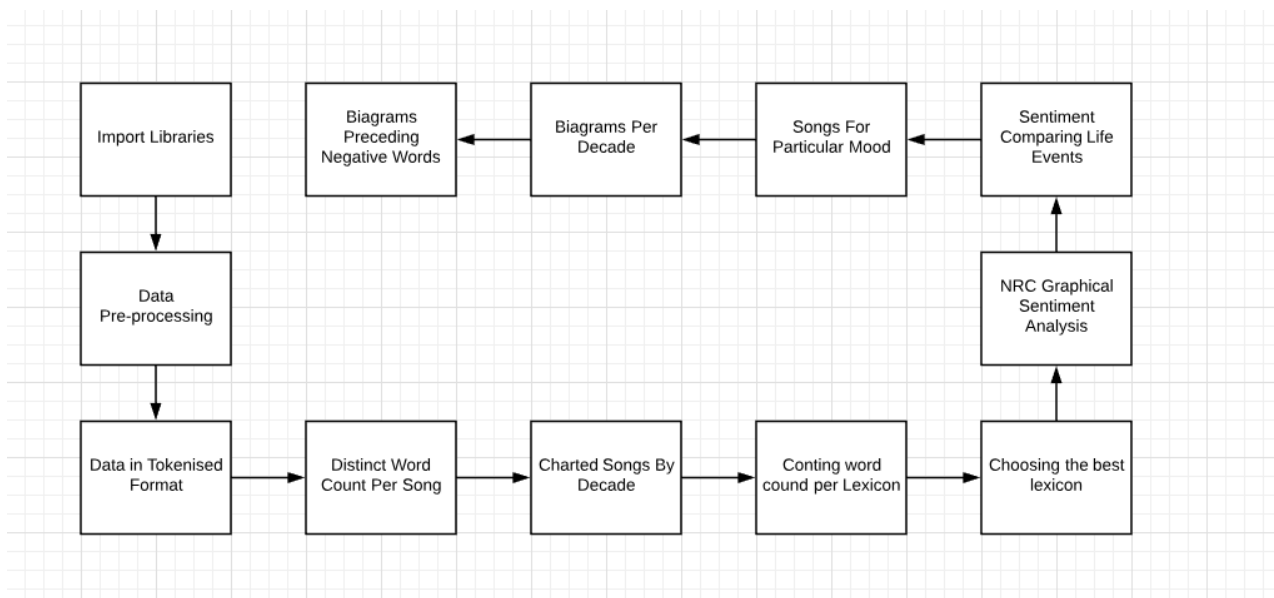 Import Libraries
Biagrams
Preceding
Negative Words
Biagrams Per
Decade
Songs For
Particular Mood
Sentiment
Comparing Life
Events
Data
Pre-processing
NRC Graphical
Sentiment
Analysis
Data in Tokenised
Format
Distinct Word
Count Per Song
Charted Songs By
Decade
Conting word
cound per Lexicon
Choosing the best
lexicon